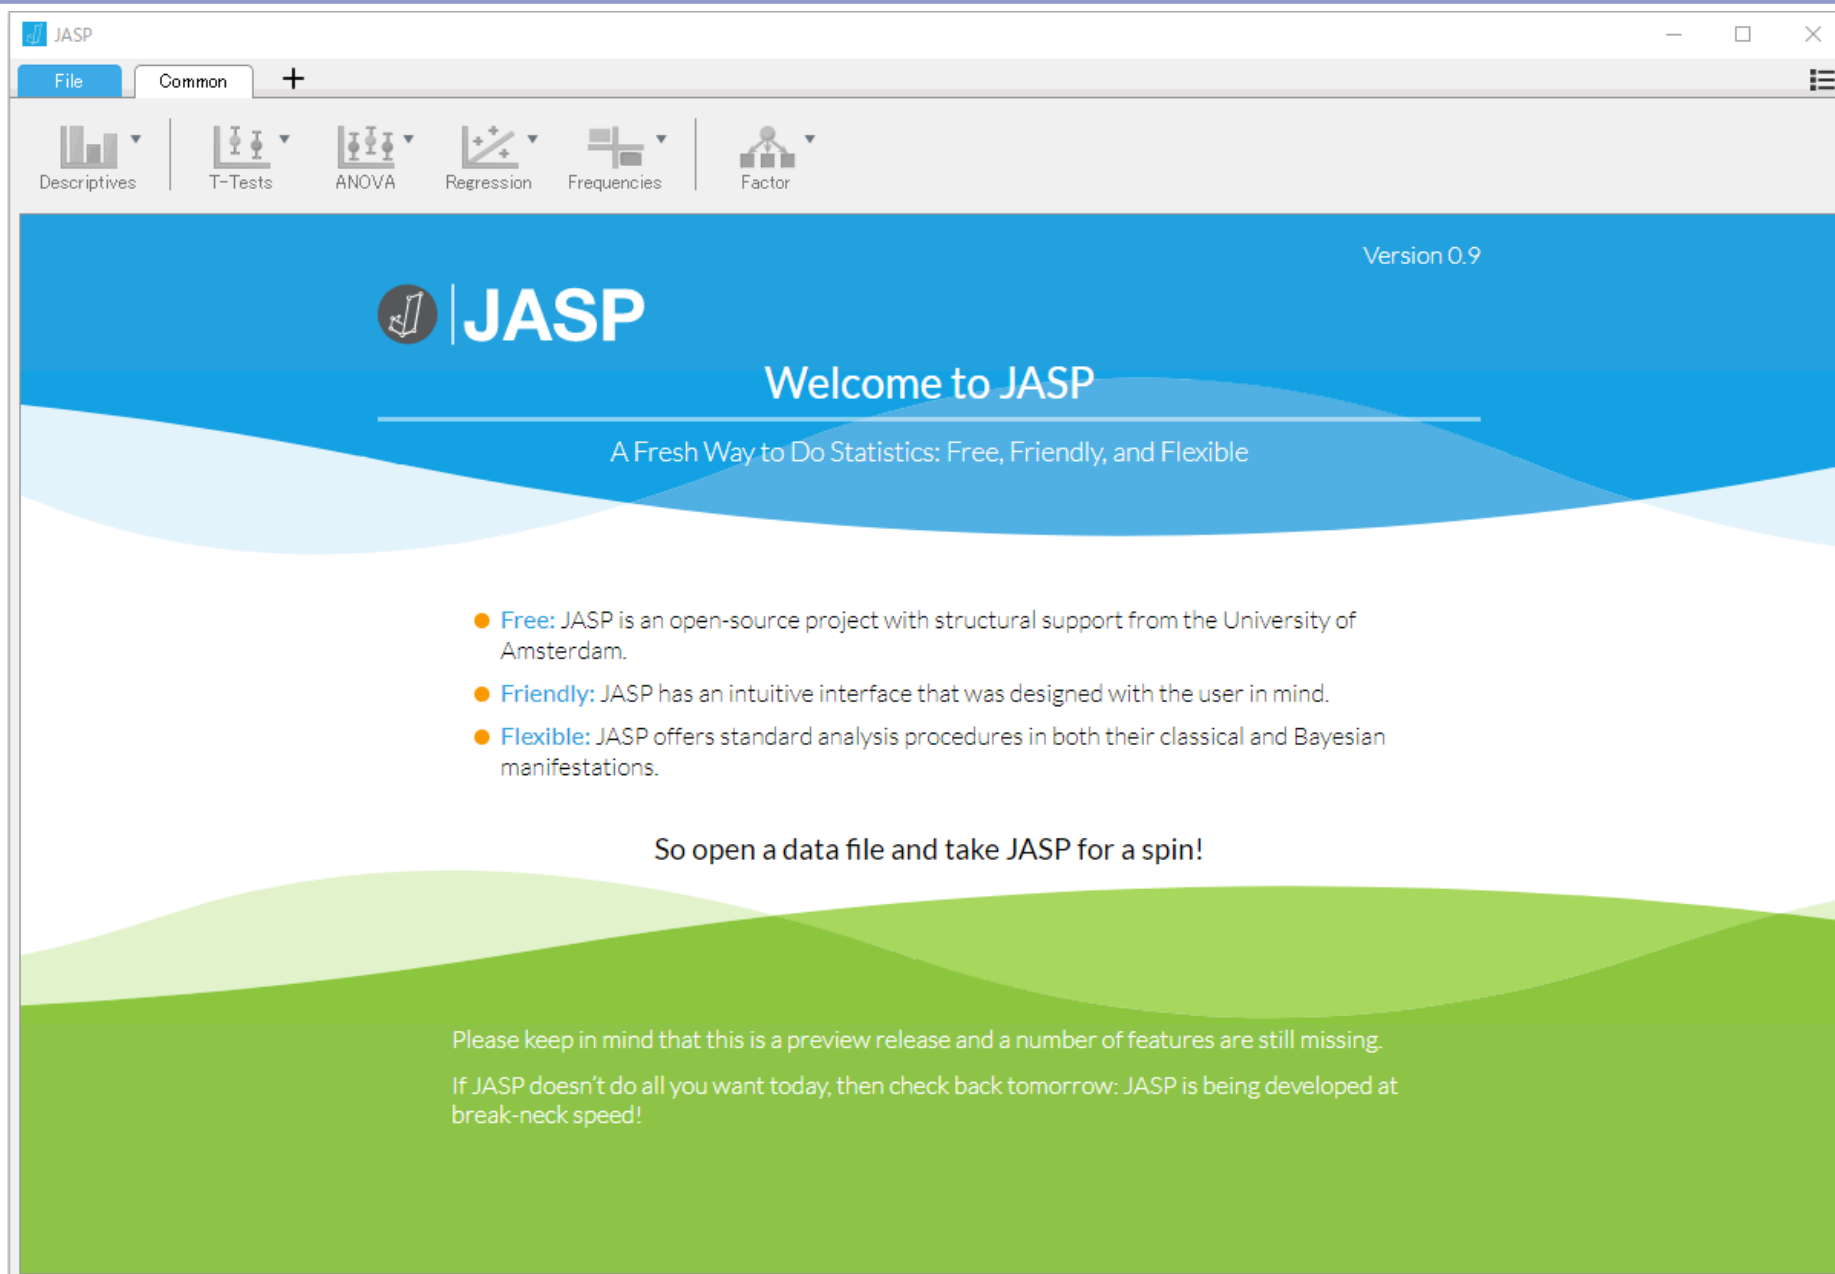 JASP
File Common +
Descriptives T-Tests ANOVA Regression Frequencies Factor
Version 0.9
JASP
Welcome to JASP
A Fresh Way to Do Statistics: Free, Friendly, and Flexible
Free: JASP is an open-source project with structural support from the University of
Amsterdam.
Friendly: JASP has an intuitive interface that was designed with the user in mind.
Flexible: JASP offers standard analysis procedures in both their classical and Bayesian
manifestations.
So open a data file and take JASP for a spin!
Please keep in mind that this is a preview release and a number of features are still missing.
If JASP doesn't do all you want today, then check back tomorrow: JASP is being developed at
break-neck speed!